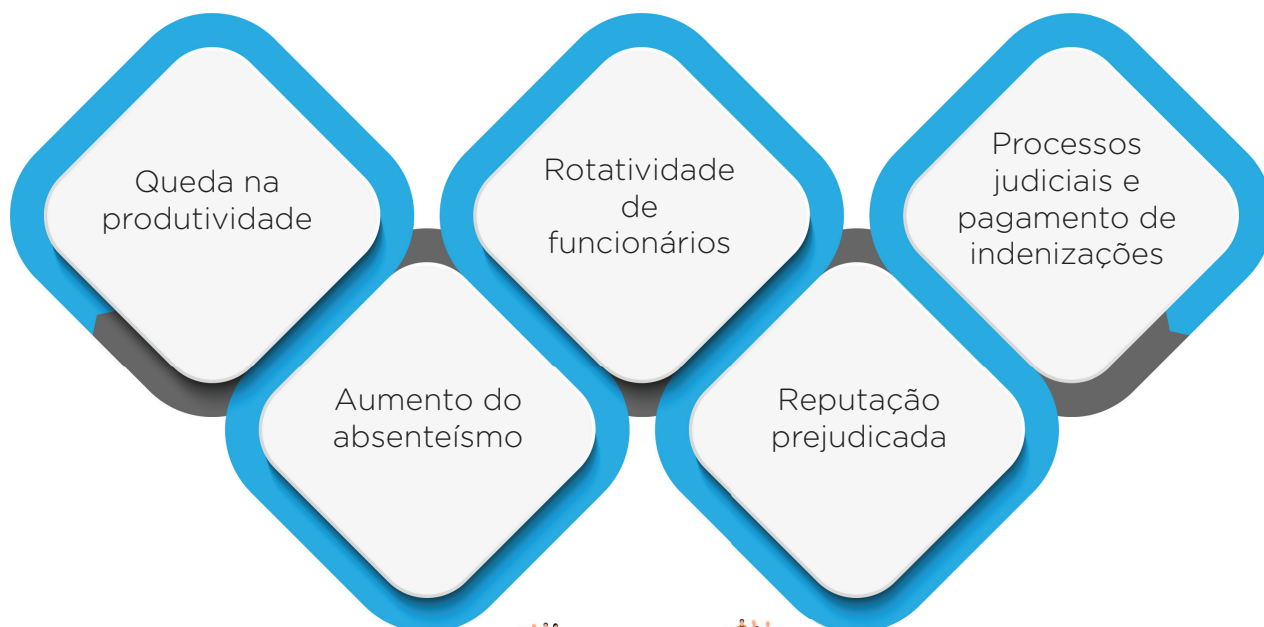 Queda na
produtividade
Aumento do
absenteísmo
Rotatividade
de
funcionários
Reputação
prejudicada
Processos
judiciais e
pagamento de
indenizações